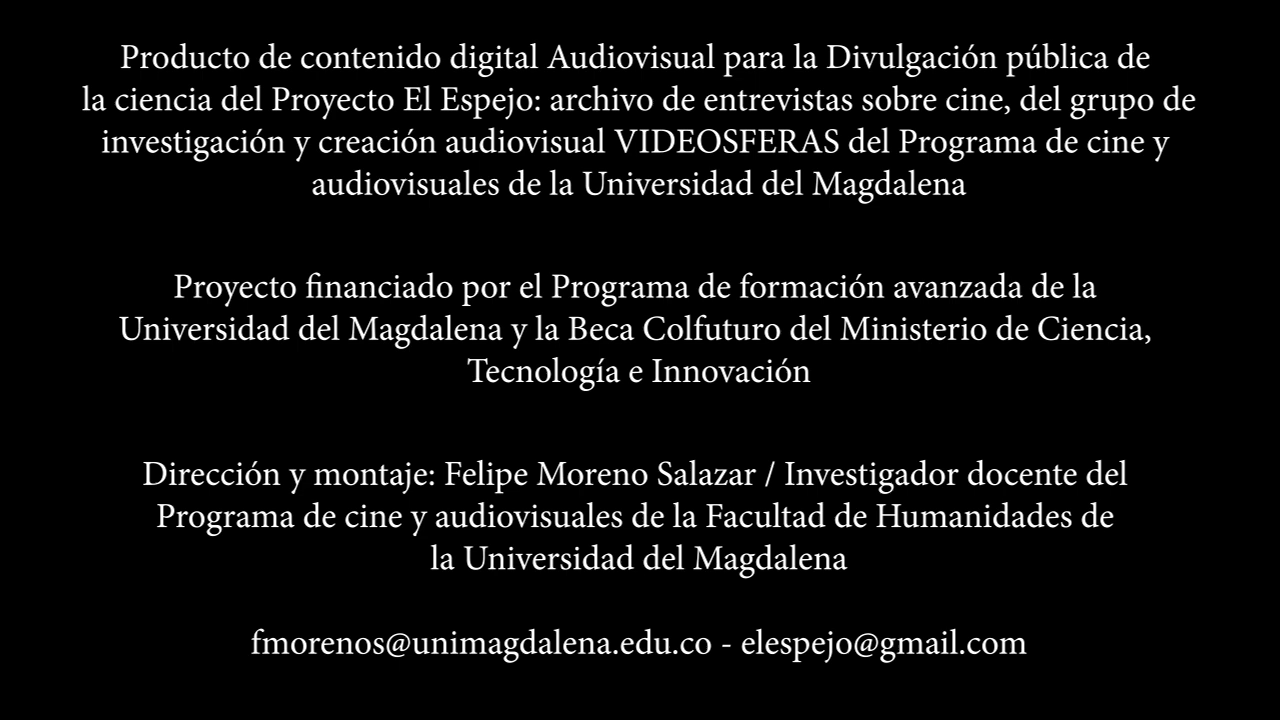 Producto de contenido digital Audiovisual para la Divulgación pública de
la ciencia del Proyecto El Espejo: archivo de entrevistas sobre cine, del grupo de
investigación y creación audiovisual VIDEOSFERAS del Programa de cine y
audiovisuales de la Universidad del Magdalena
Proyecto financiado por el Programa de formación avanzada de la
Universidad del Magdalena y la Beca Colfuturo del Ministerio de Ciencia,
Tecnología e Innovación
Dirección y montaje: Felipe Moreno Salazar / Investigador docente del
Programa de cine y audiovisuales de la Facultad de Humanidades de
la Universidad del Magdalena
fmorenos@unimagdalena.edu.co - elespejo@gmail.com